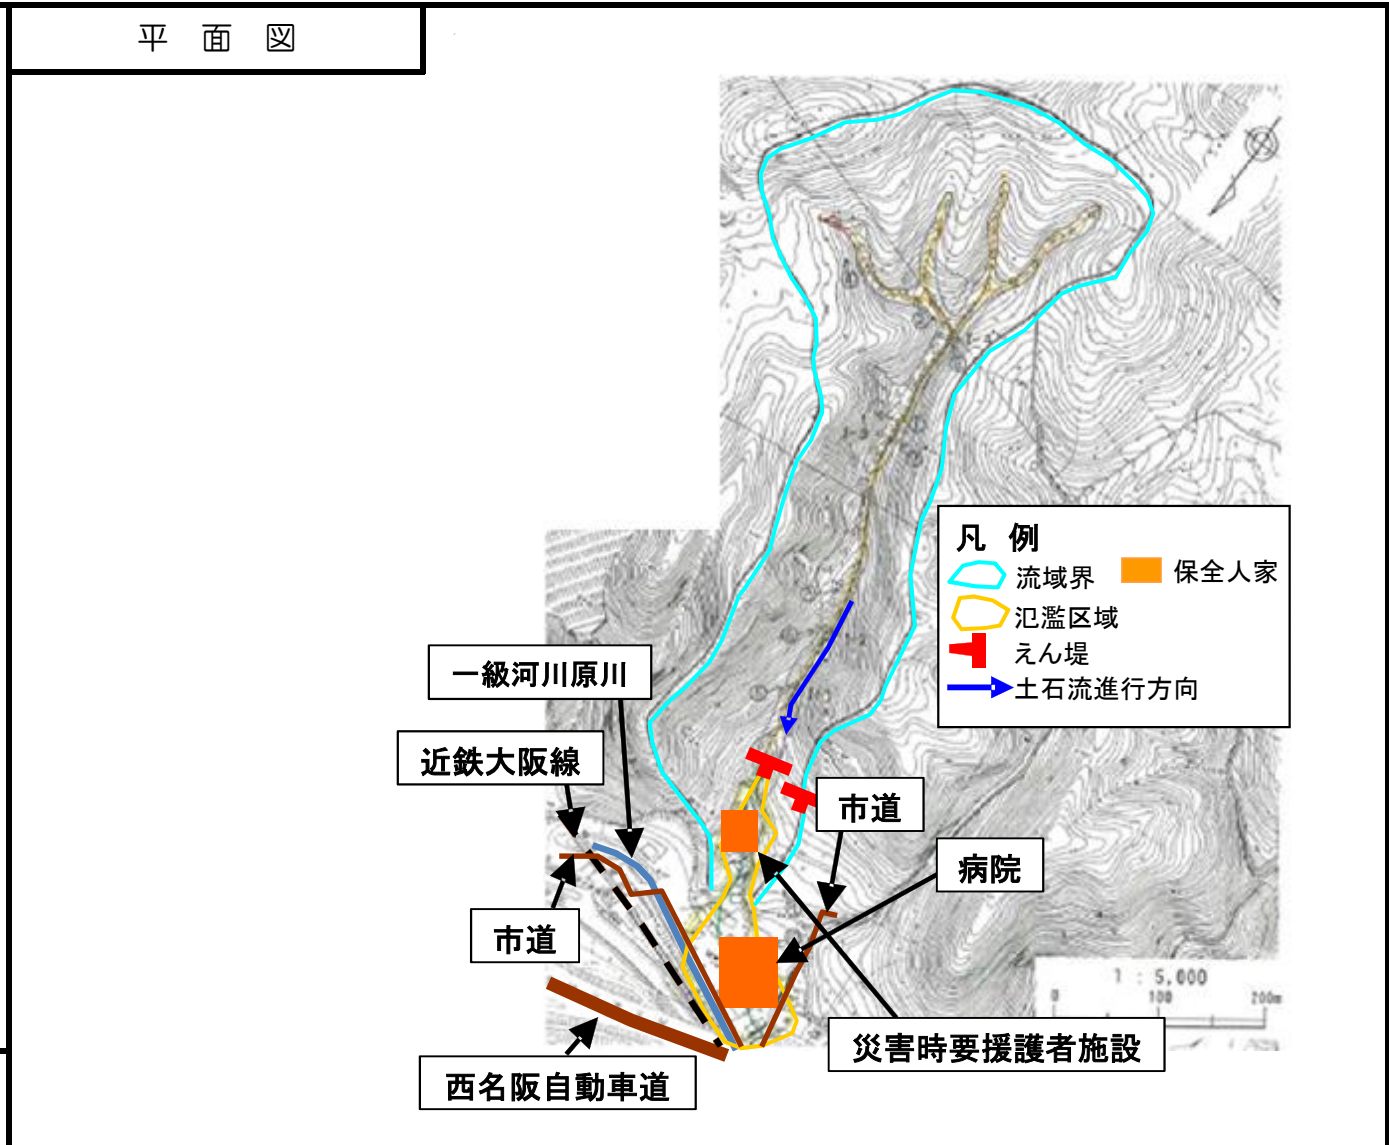 平 面 図
凡 例
流域界
保全人家
氾濫区域
えん堤
土石流進行方向
一級河川原川
近鉄大阪線
市道
病院
市道
1 : 5,000
0 100 200m
災害時要援護者施設
西名阪自動車道